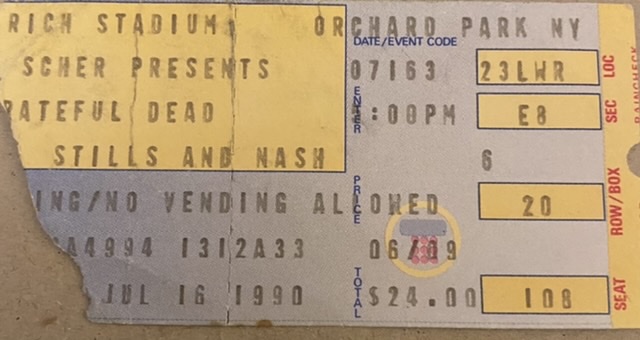 RICH STADIUM, ORCHARD PARK NY
DATE/EVENT CODE
SCHER PRESENTS 07163 23LWR LOC
ATEFUL DEAD ENTER :00PM E8 SEC
STILLS AND NASH 6
ING/NO VENDING ALLOWED PRICE 20 ROW/BOX
A4994 1312A33 06/09
JUL 16 1990 TOTAL $24.00 108 SEAT
RAINCHECK